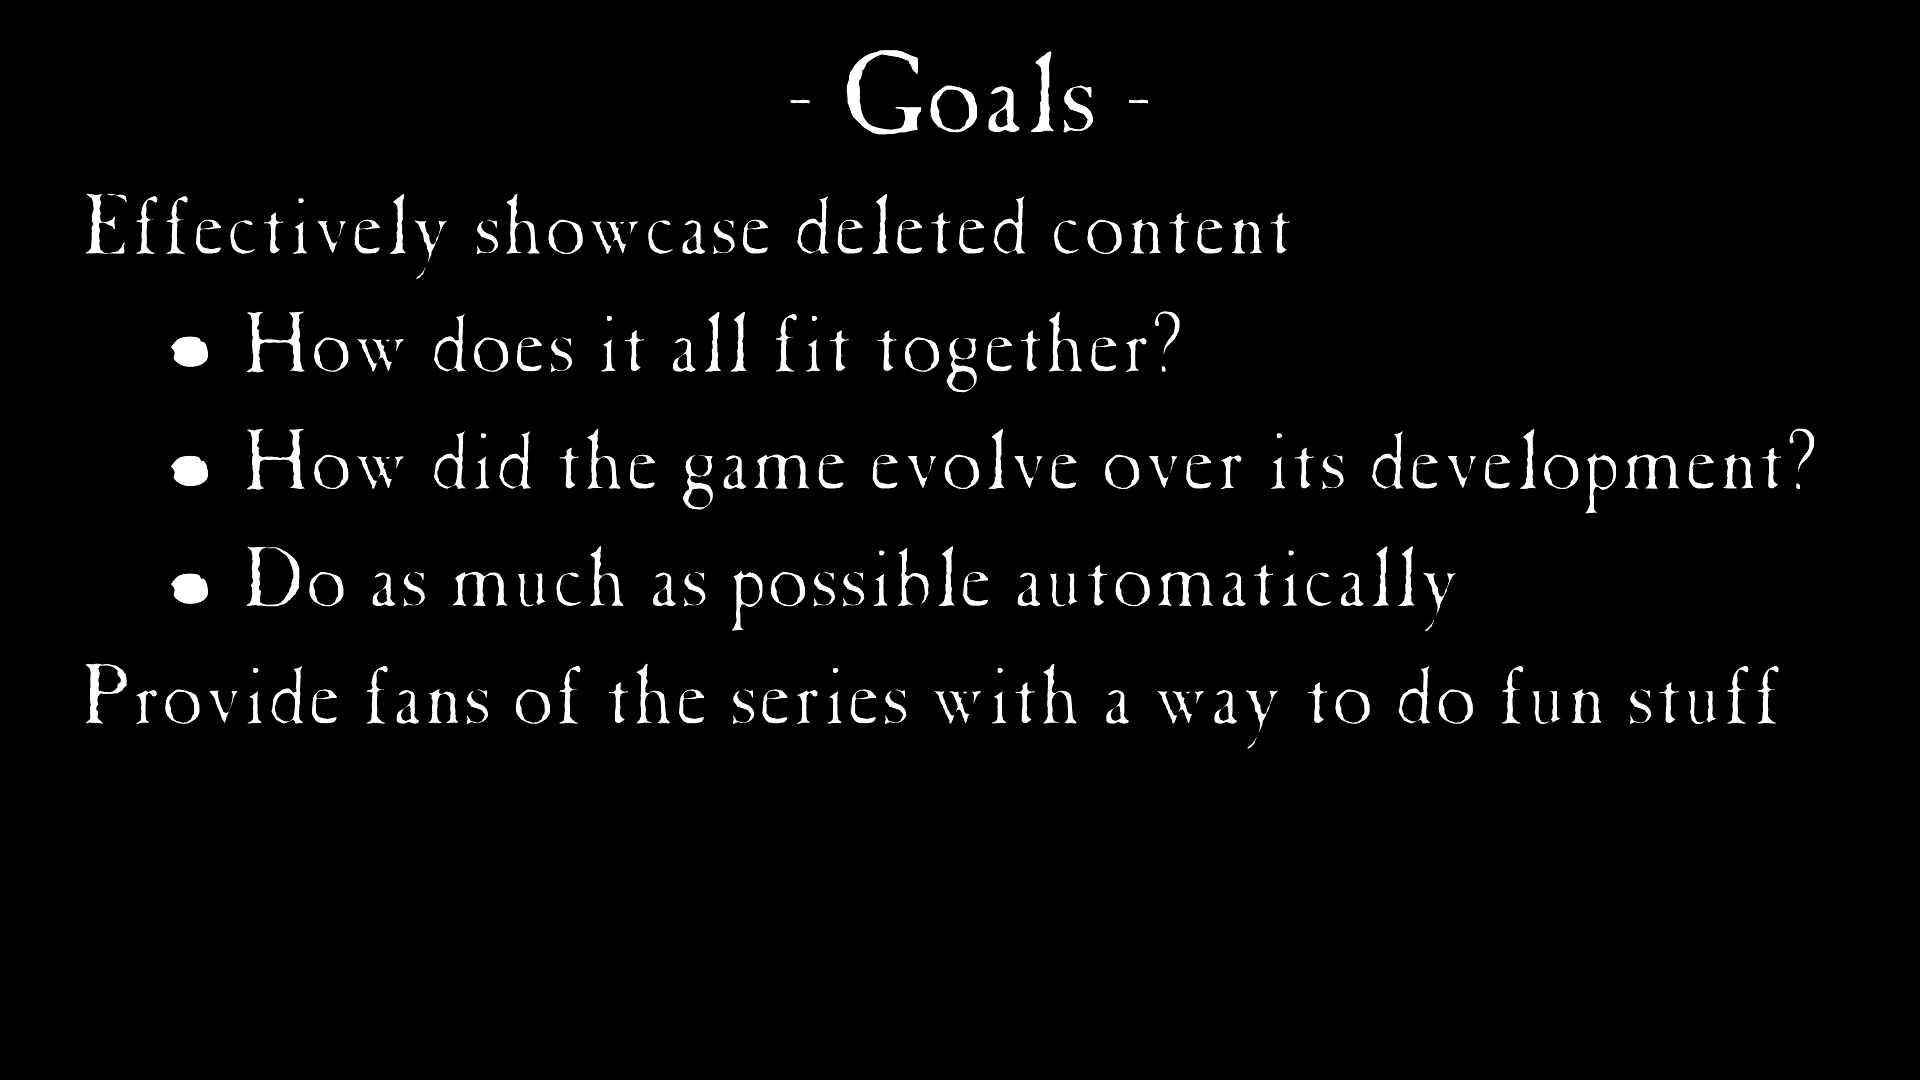 - Goals -
Effectively showcase deleted content
• How does it all fit together?
• How did the game evolve over its development?
• Do as much as possible automatically
Provide fans of the series with a way to do fun stuff